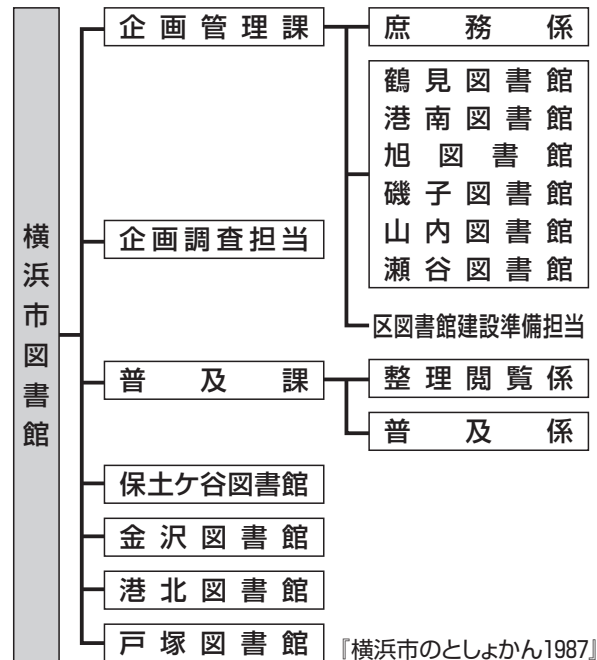 横浜市図書館
企画管理課
庶務係
鶴見図書館
港南図書館
旭図書館
磯子図書館
山内図書館
瀬谷図書館
区図書館建設準備担当
企画調査担当
普及課
整理閲覧係
普及係
保土ケ谷図書館
金沢図書館
港北図書館
戸塚図書館
『横浜市のとしょかん1987』